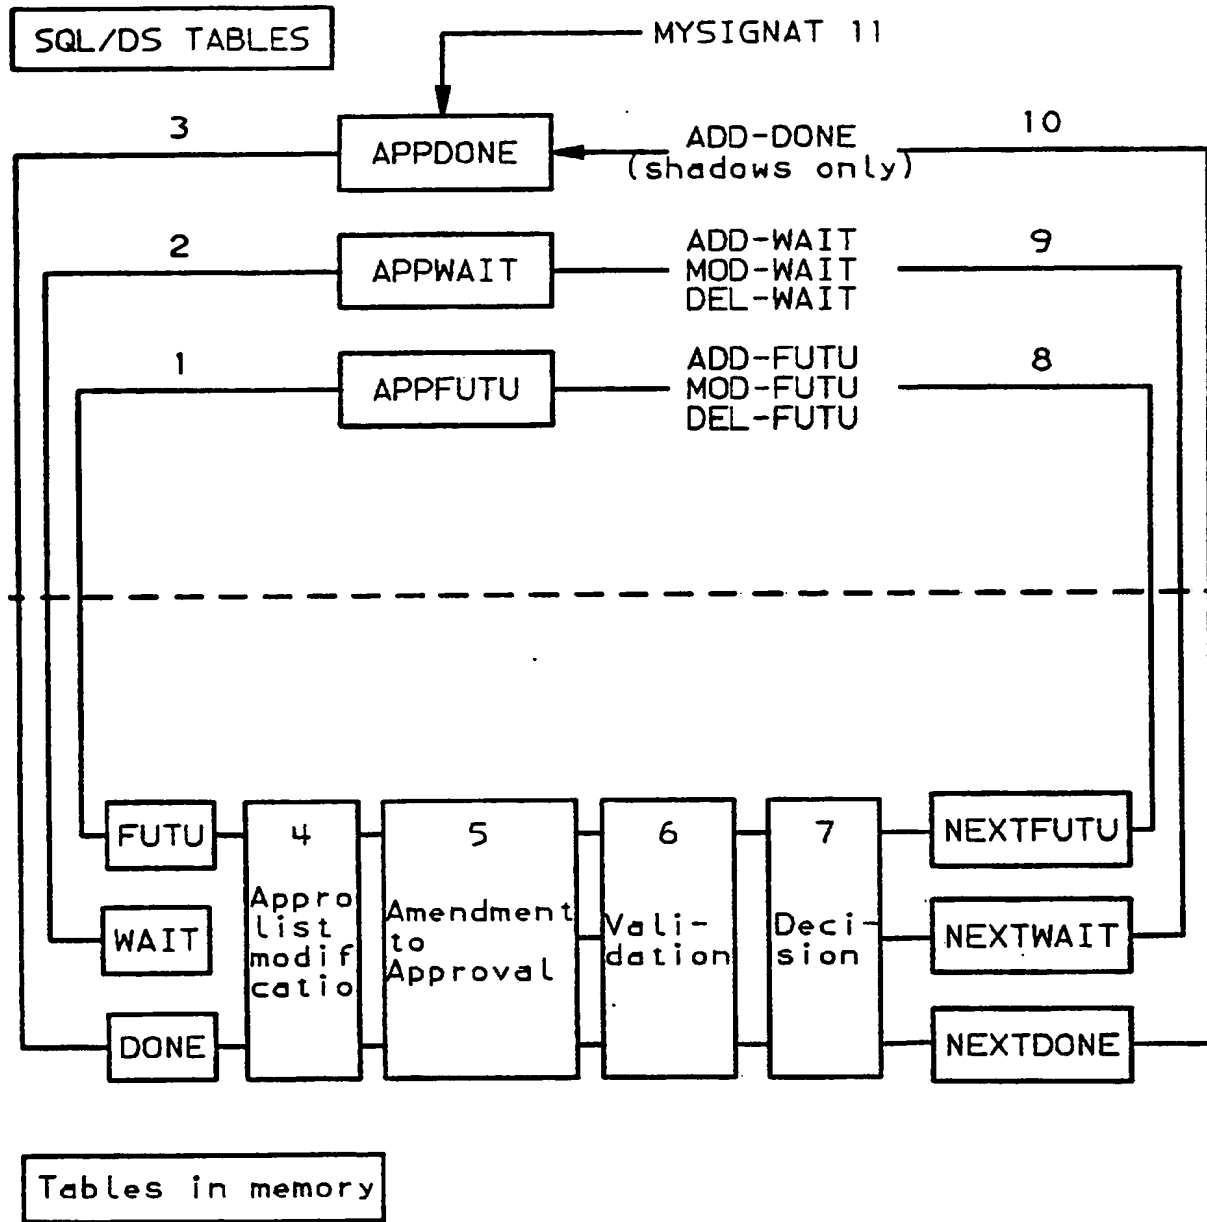 SQL/DS TABLES
MYSIGNAT 11
3
APPDONE
ADD-DONE
(shadows only)
10
2
APPWAIT
ADD-WAIT
MOD-WAIT
DEL-WAIT
9
1
APPFUTU
ADD-FUTU
MOD-FUTU
DEL-FUTU
8
FUTU
WAIT
DONE
4
Appro
list
modif
catio
5
Amendment
to
Approval
6
Vali-
dation
7
Deci-
sion
NEXTFUTU
NEXTWAIT
NEXTDONE
Tables in memory